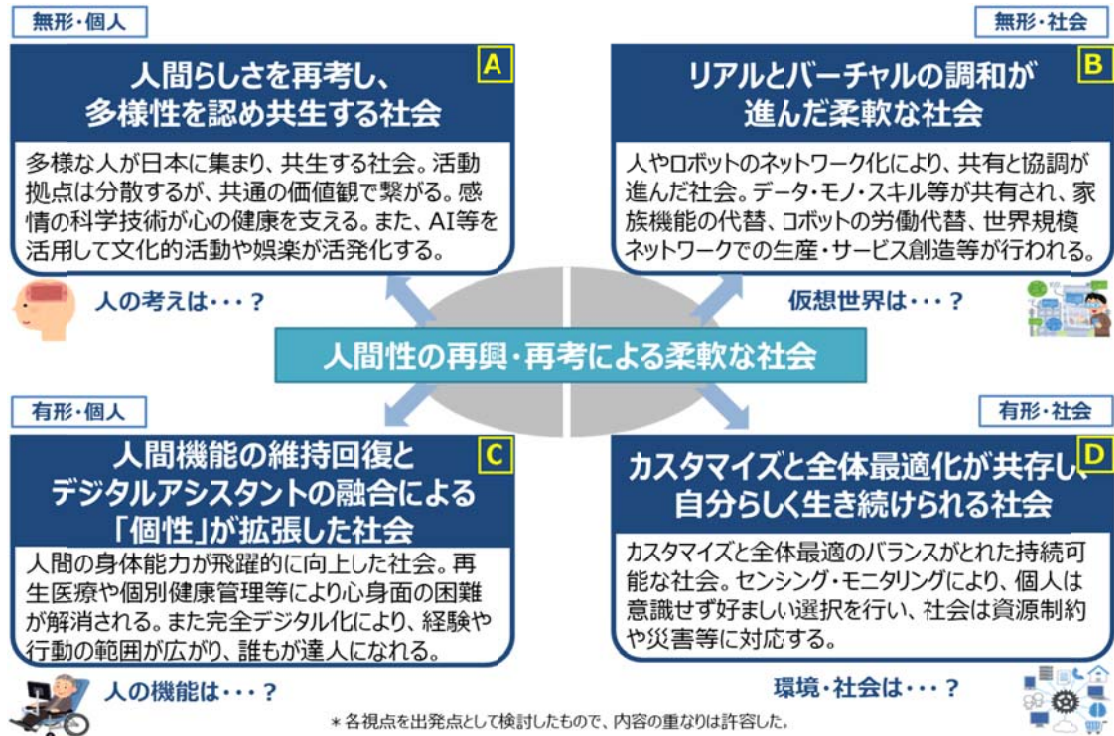 無形・個人
A
人間らしさを再考し、
多様性を認め共生する社会
多様な人が日本に集まり、共生する社会。活動
拠点は分散するが、共通の価値観で繋がる。感
情の科学技術が心の健康を支える。また、AI等を
活用して文化的活動や娯楽が活発化する。
人の考えは・・・?
無形・社会
B
リアルとバーチャルの調和が
進んだ柔軟な社会
人やロボットのネットワーク化により、共有と協調が
進んだ社会。データ・モノ・スキル等が共有され、家
族機能の代替、コボットの労働代替、世界規模
ネットワークでの生産・サービス創造等が行われる。
仮想世界は・・・?
人間性の再興・再考による柔軟な社会
有形・個人
C
人間機能の維持回復と
デジタルアシスタントの融合による
「個性」が拡張した社会
人間の身体能力が飛躍的に向上した社会。再
生医療や個別健康管理等により心身面の困難
が解消される。また完全デジタル化により、経験や
行動の範囲が広がり、誰もが達人になれる。
人の機能は・・・?
有形・社会
D
カスタマイズと全体最適化が共存し、
自分らしく生き続けられる社会
カスタマイズと全体最適のバランスがとれた持続可
能な社会。センシング・モニタリングにより、個人は
意識せず好ましい選択を行い、社会は資源制約
や災害等に対応する。
環境・社会は・・・?
*各視点を出発点として検討したもので、内容の重なりは許容した。